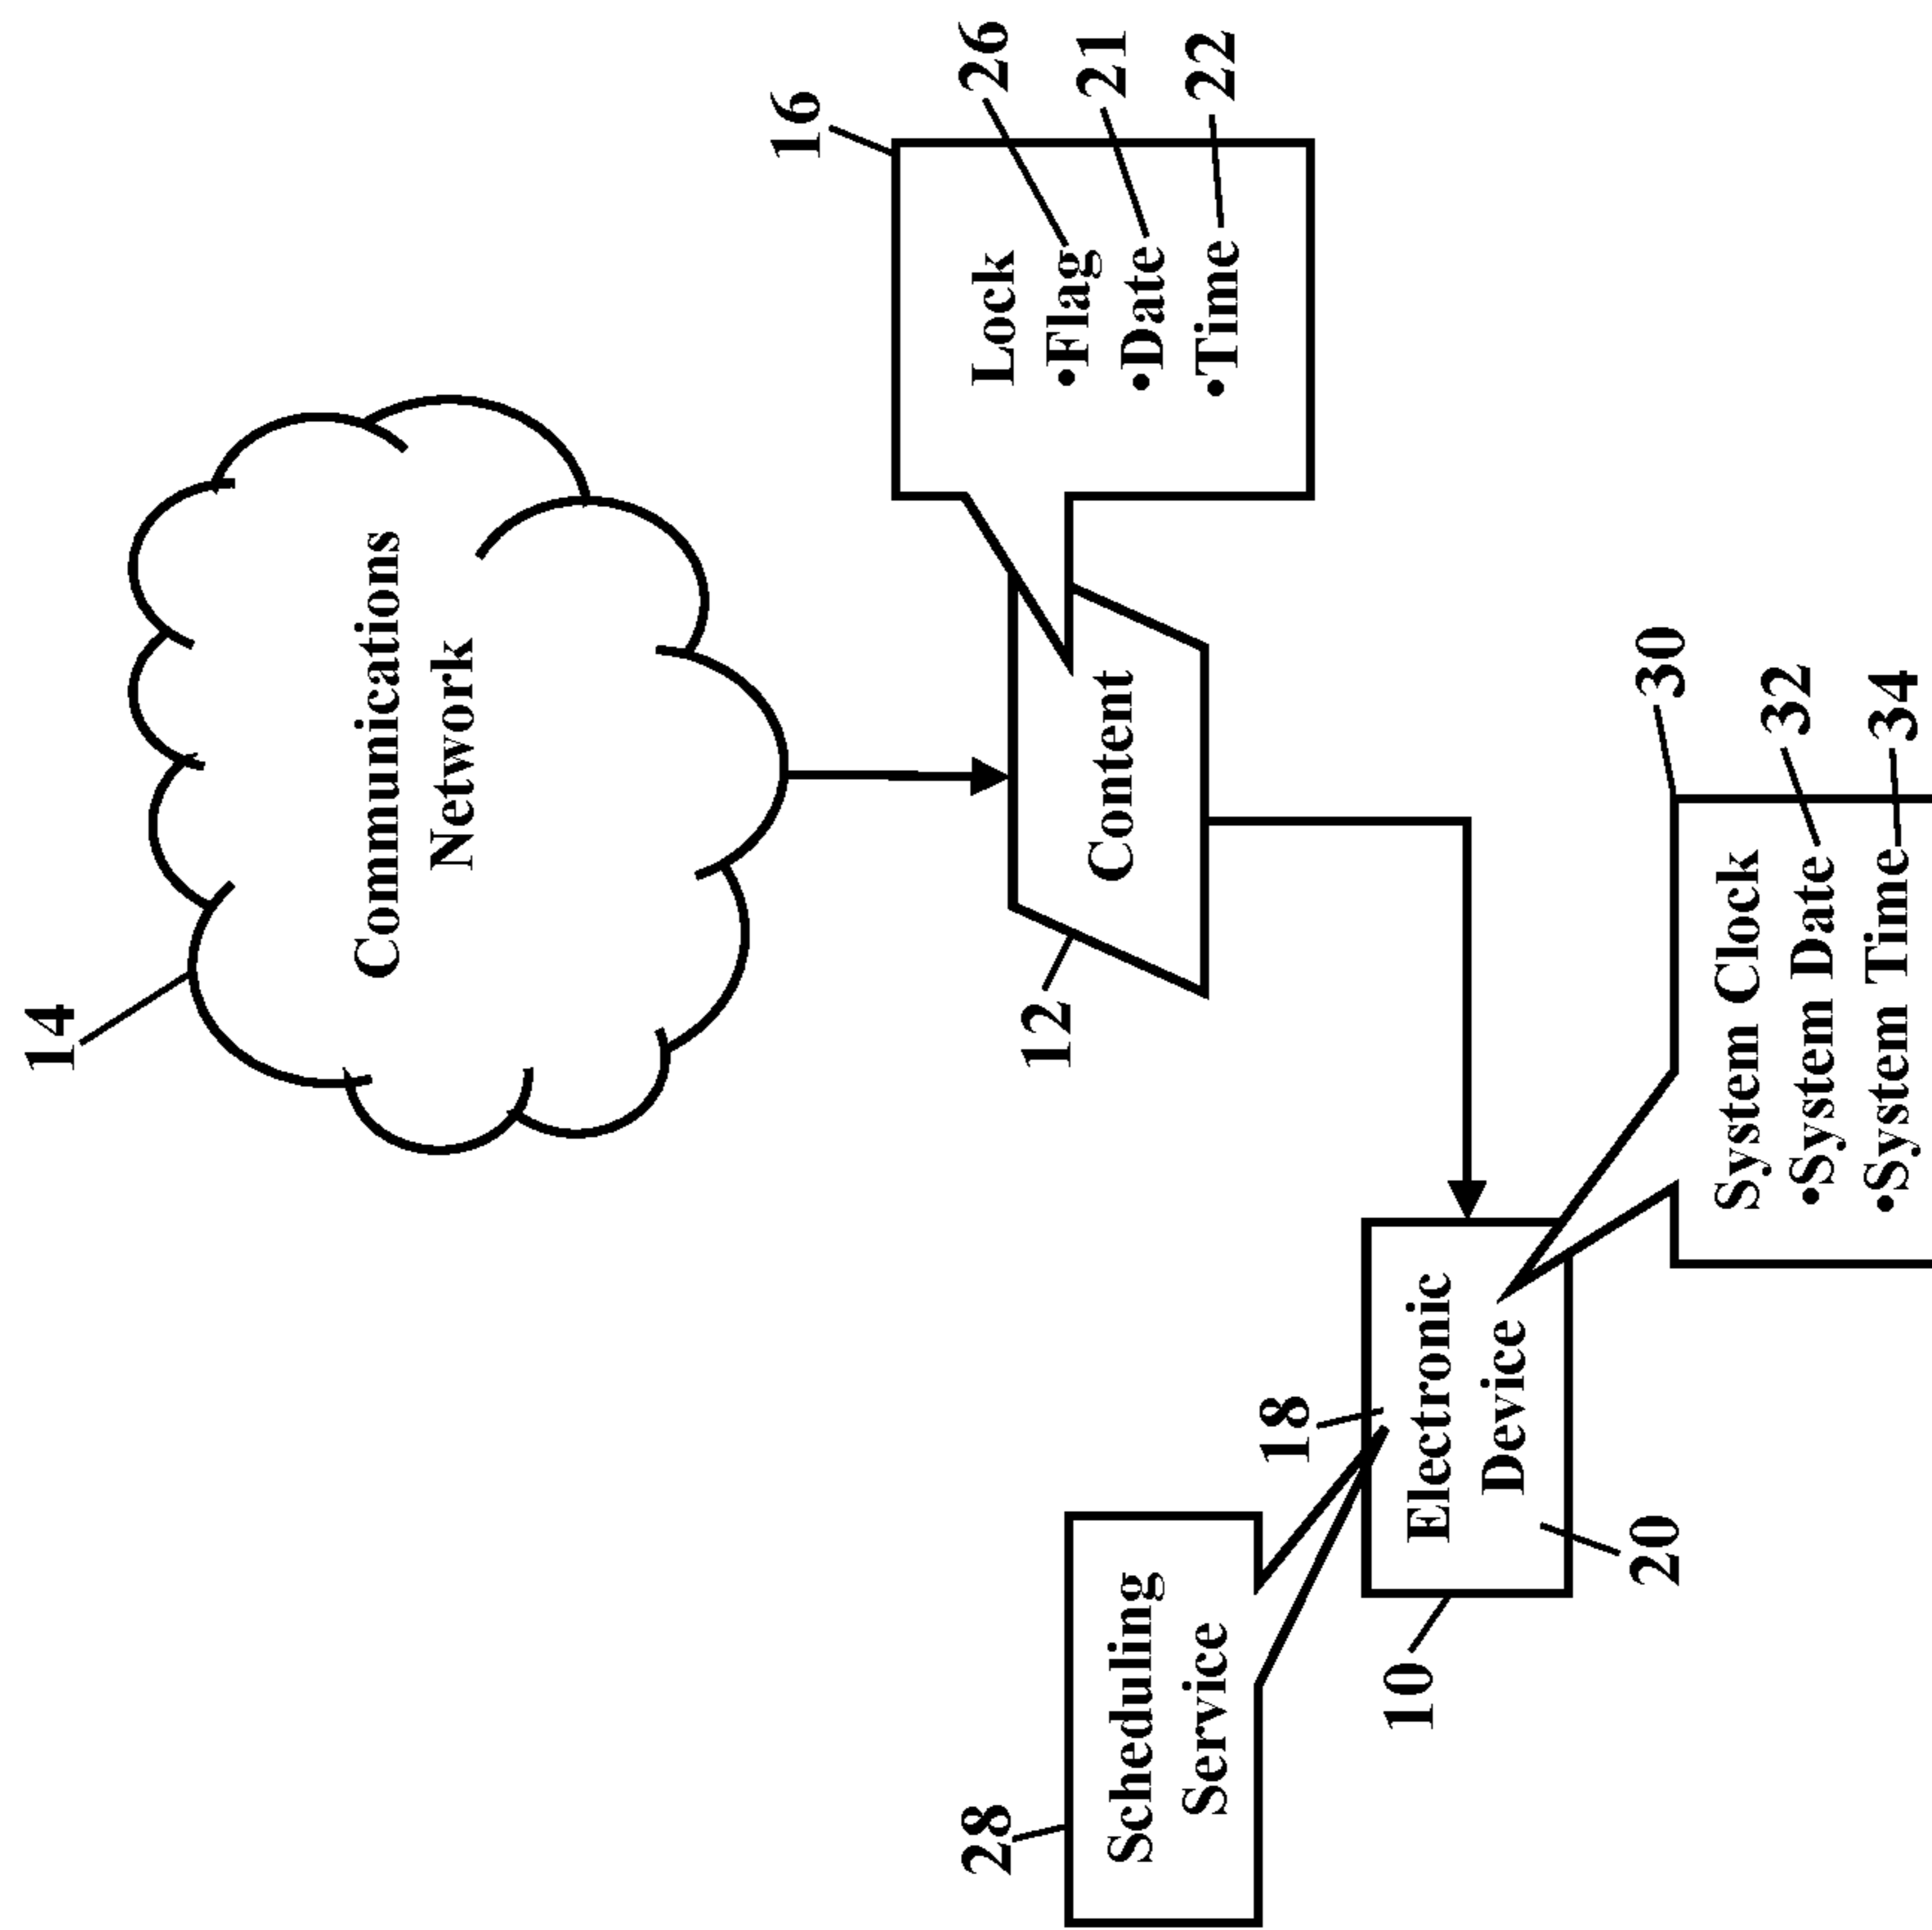 14
Communications
Network
16
Lock
•Flag
•Date
•Time
26
21
22
12
Content
28
Scheduling
Service
18
Electronic
Device
10
20
30
System Clock
•System Date
•System Time
32
34